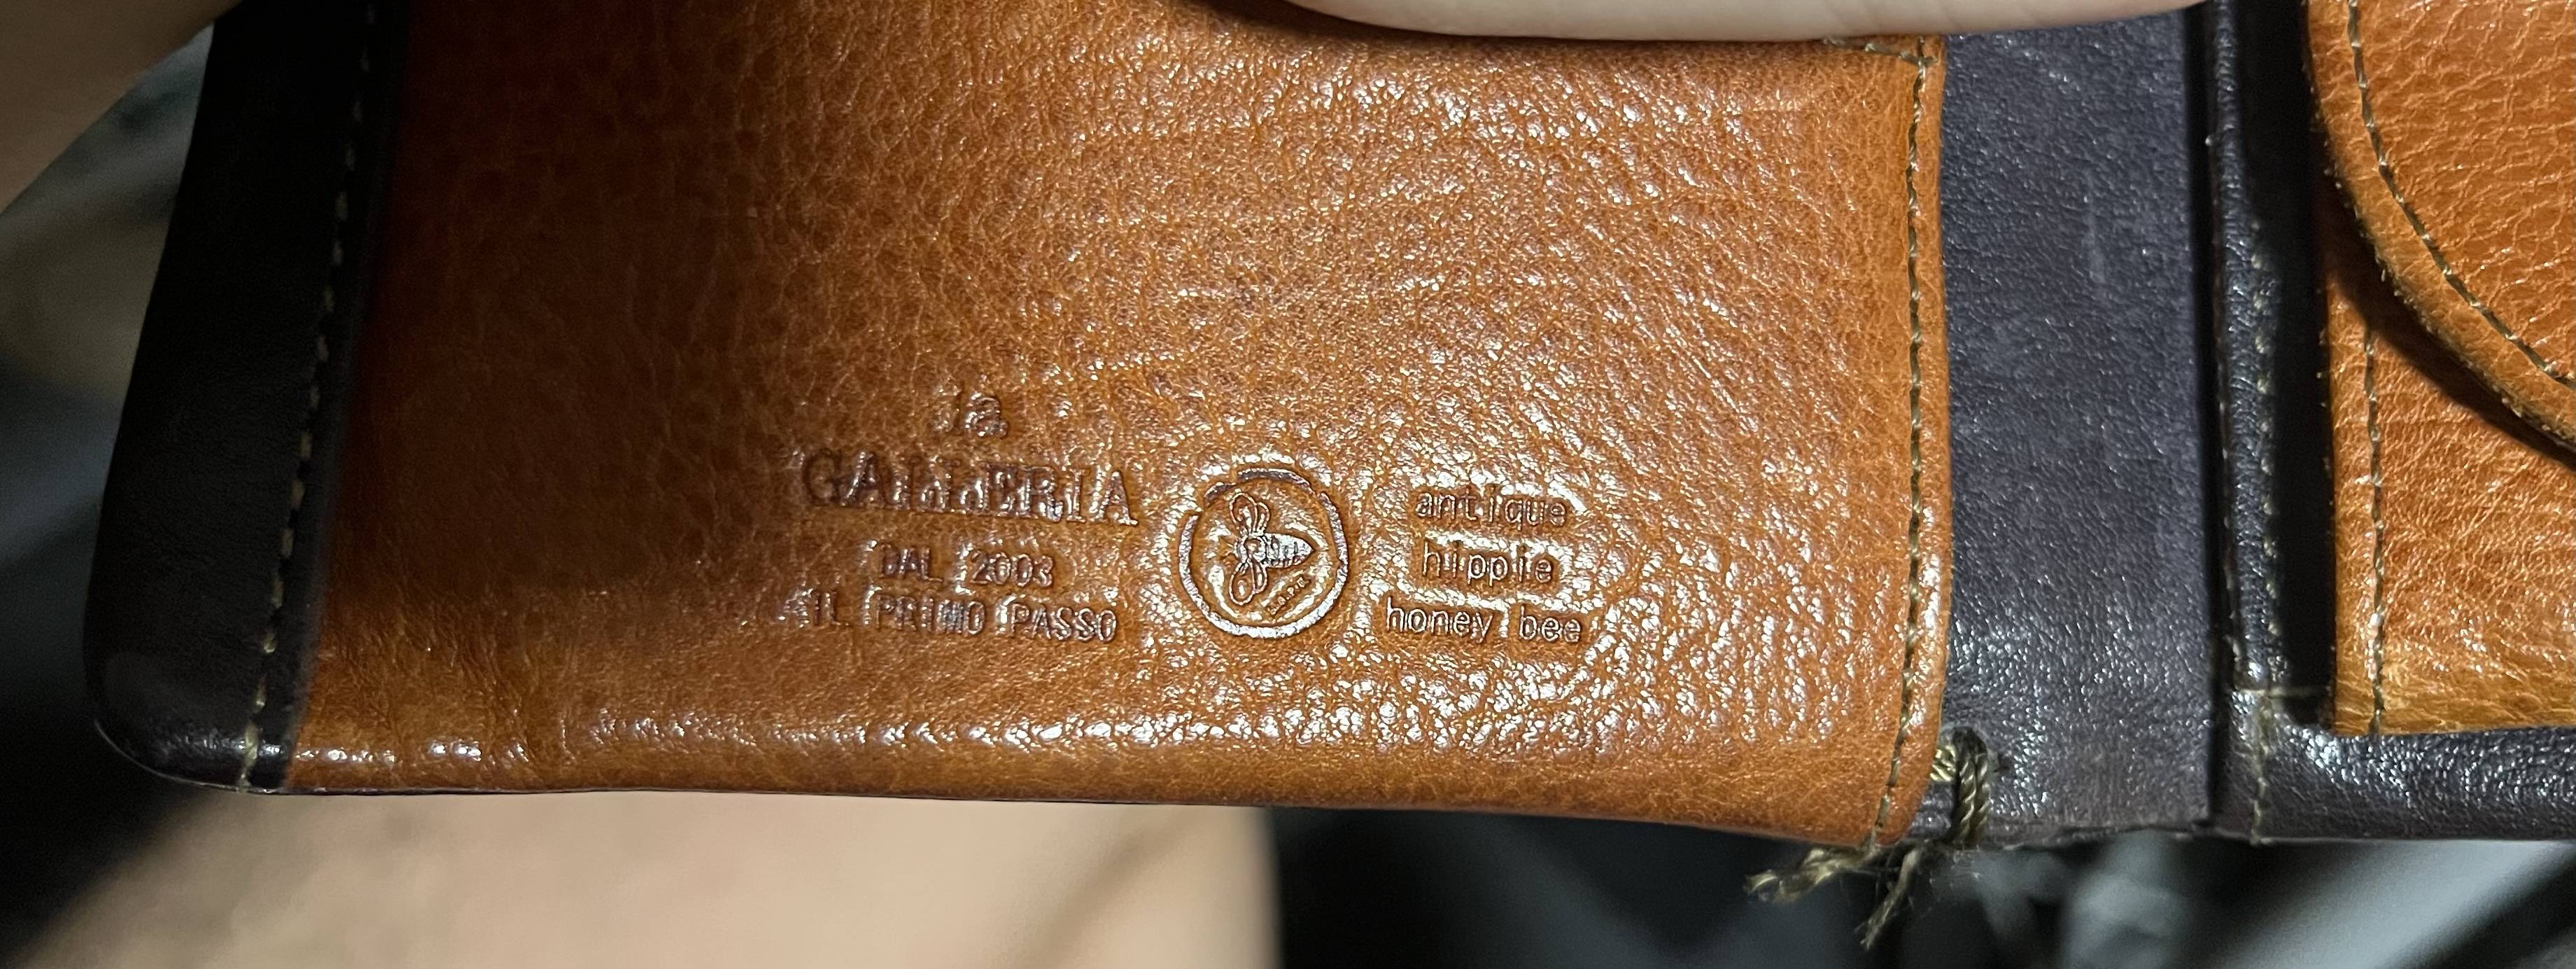 la
GALLERIA
DAL 2003
IL PRIMO PASSO
antique
hippie
honey bee